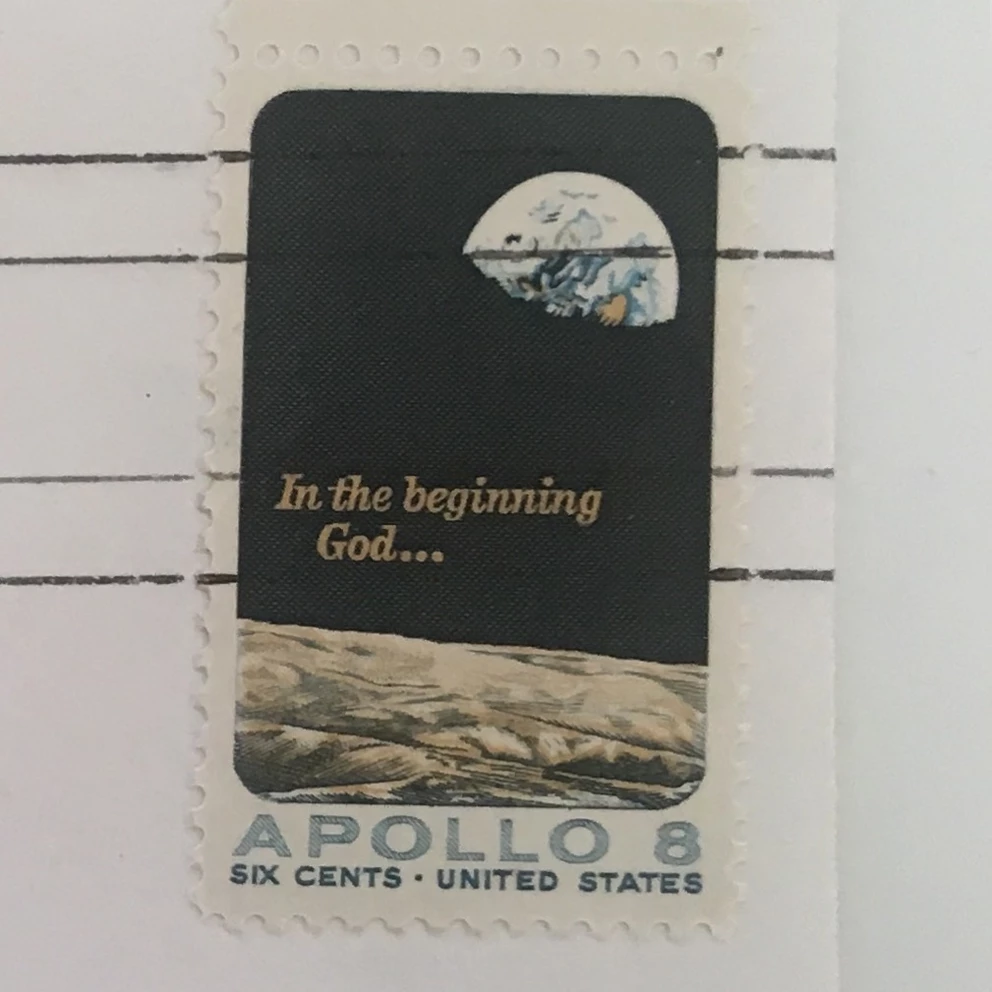 In the beginning
God...
APOLLO 8
SIX CENTS · UNITED STATES